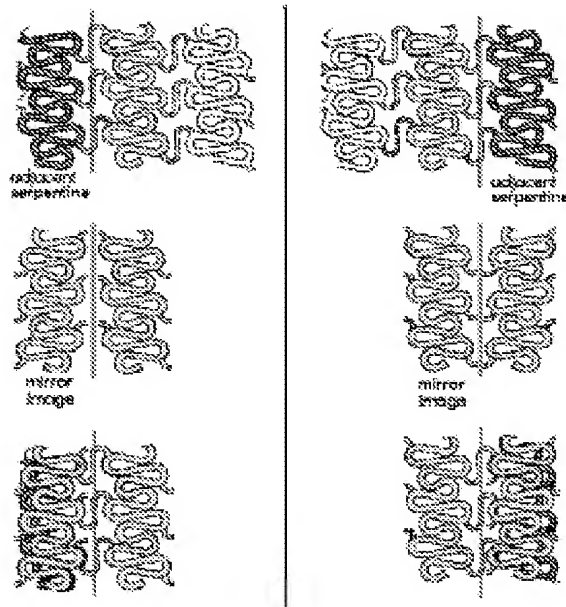 adjacent
serpentine
adjacent
serpentine
mirror
image
mirror
image